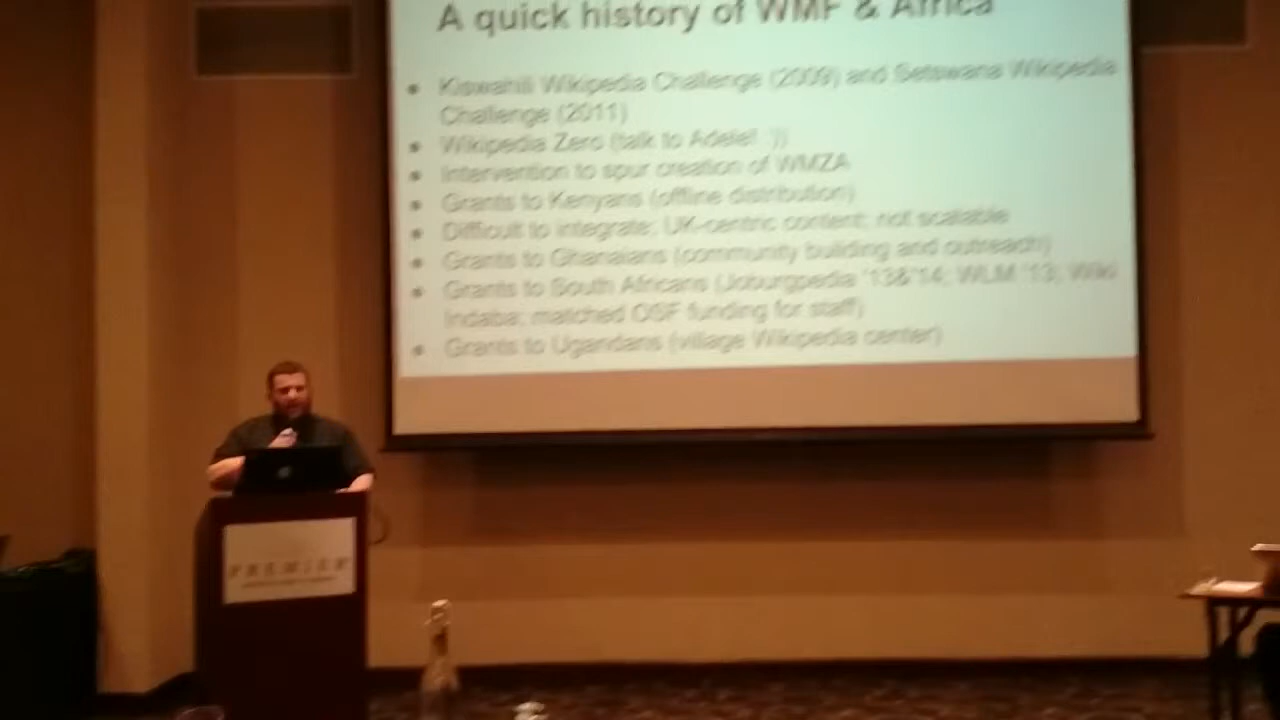 A quick history of WMF & Africa
● Kiswahili Wikipedia Challenge (2009) and Setswana Wikipedia
Challenge (2011)
● Wikipedia Zero (talk to Adele! :))
● Intervention to spur creation of WMZA
● Grants to Kenyans (offline distribution)
● Difficult to integrate; UK-centric content; not scalable
● Grants to Ghanaians (community building and outreach)
● Grants to South Africans (Joburgpedia '13&'14; WLM '13; Wiki
Indaba; matched OSF funding for staff)
● Grants to Ugandans (village Wikipedia center)
PREMIER